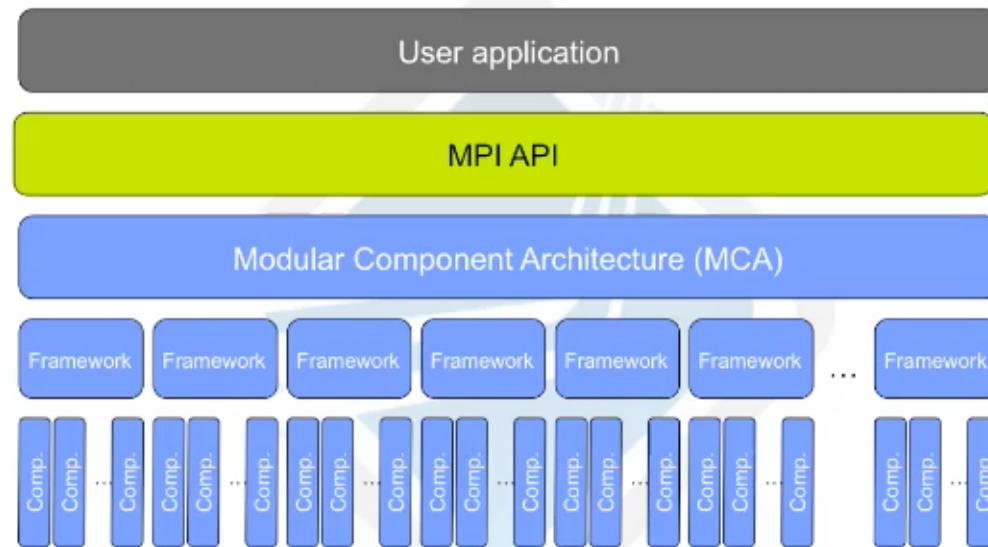 User application
MPI API
Modular Component Architecture (MCA)
Framework Framework Framework Framework Framework Framework ... Framework
Comp. Comp. ... Comp. Comp. Comp. ... Comp. Comp. Comp. ... Comp. Comp. Comp. ... Comp. Comp. Comp. ... Comp. Comp. Comp. ... Comp. Comp. Comp. ... Comp.